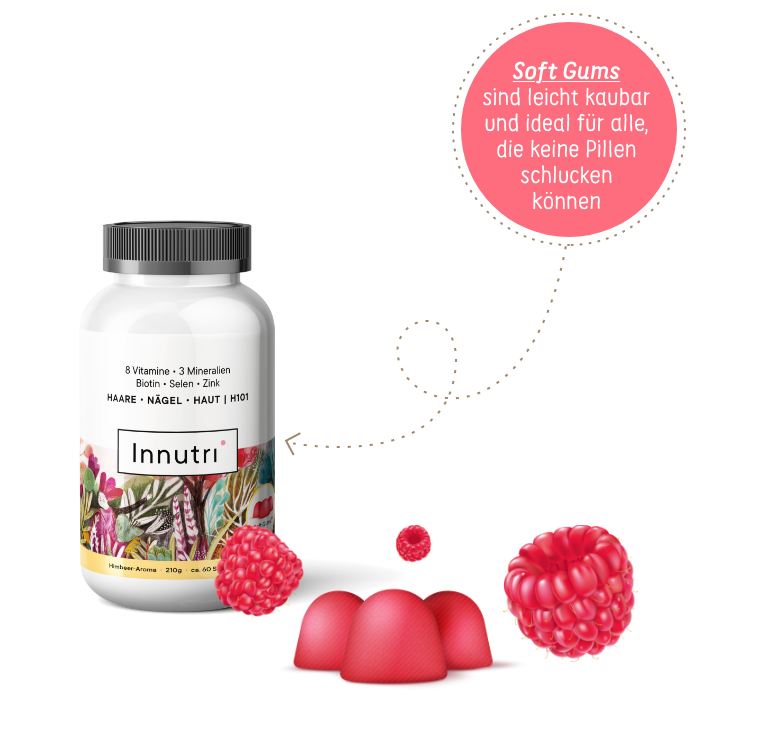 Soft Gums
sind leicht kaubar
und ideal für alle,
die keine Pillen
schlucken
können
8 Vitamine • 3 Mineralien
Biotin • Selen • Zink
HAARE • NÄGEL • HAUT | H101
Innutri
Himbeer-Aroma · 210g · ca. 60 S